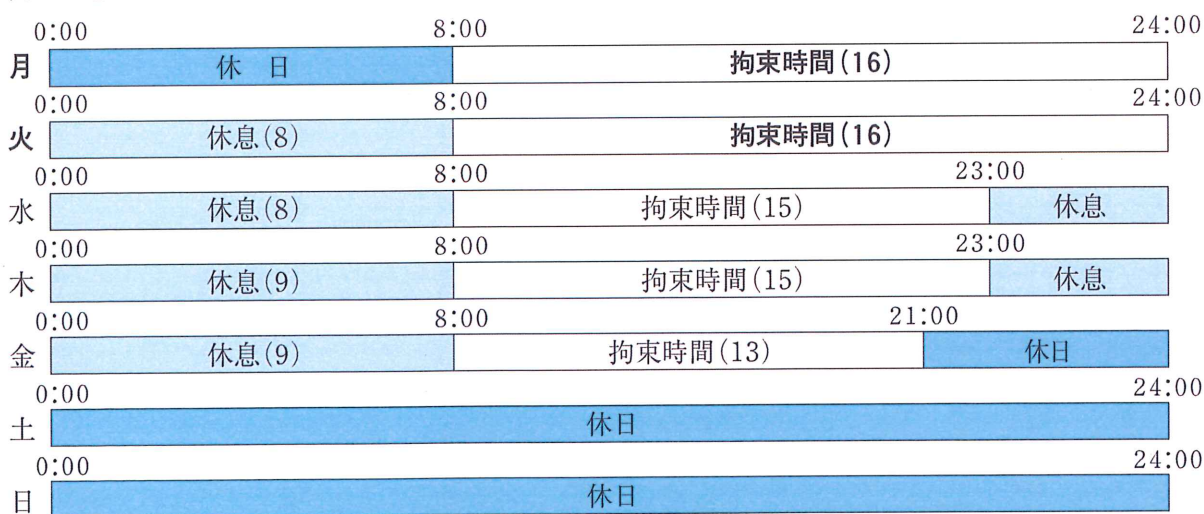 0:00 8:00 24:00
月 休 日 拘束時間(16)
0:00 8:00 24:00
火 休息(8) 拘束時間(16)
0:00 8:00 23:00
水 休息(8) 拘束時間(15) 休息
0:00 8:00 23:00
木 休息(9) 拘束時間(15) 休息
0:00 8:00 21:00
金 休息(9) 拘束時間(13) 休日
0:00 24:00
土 休日
0:00 24:00
日 休日